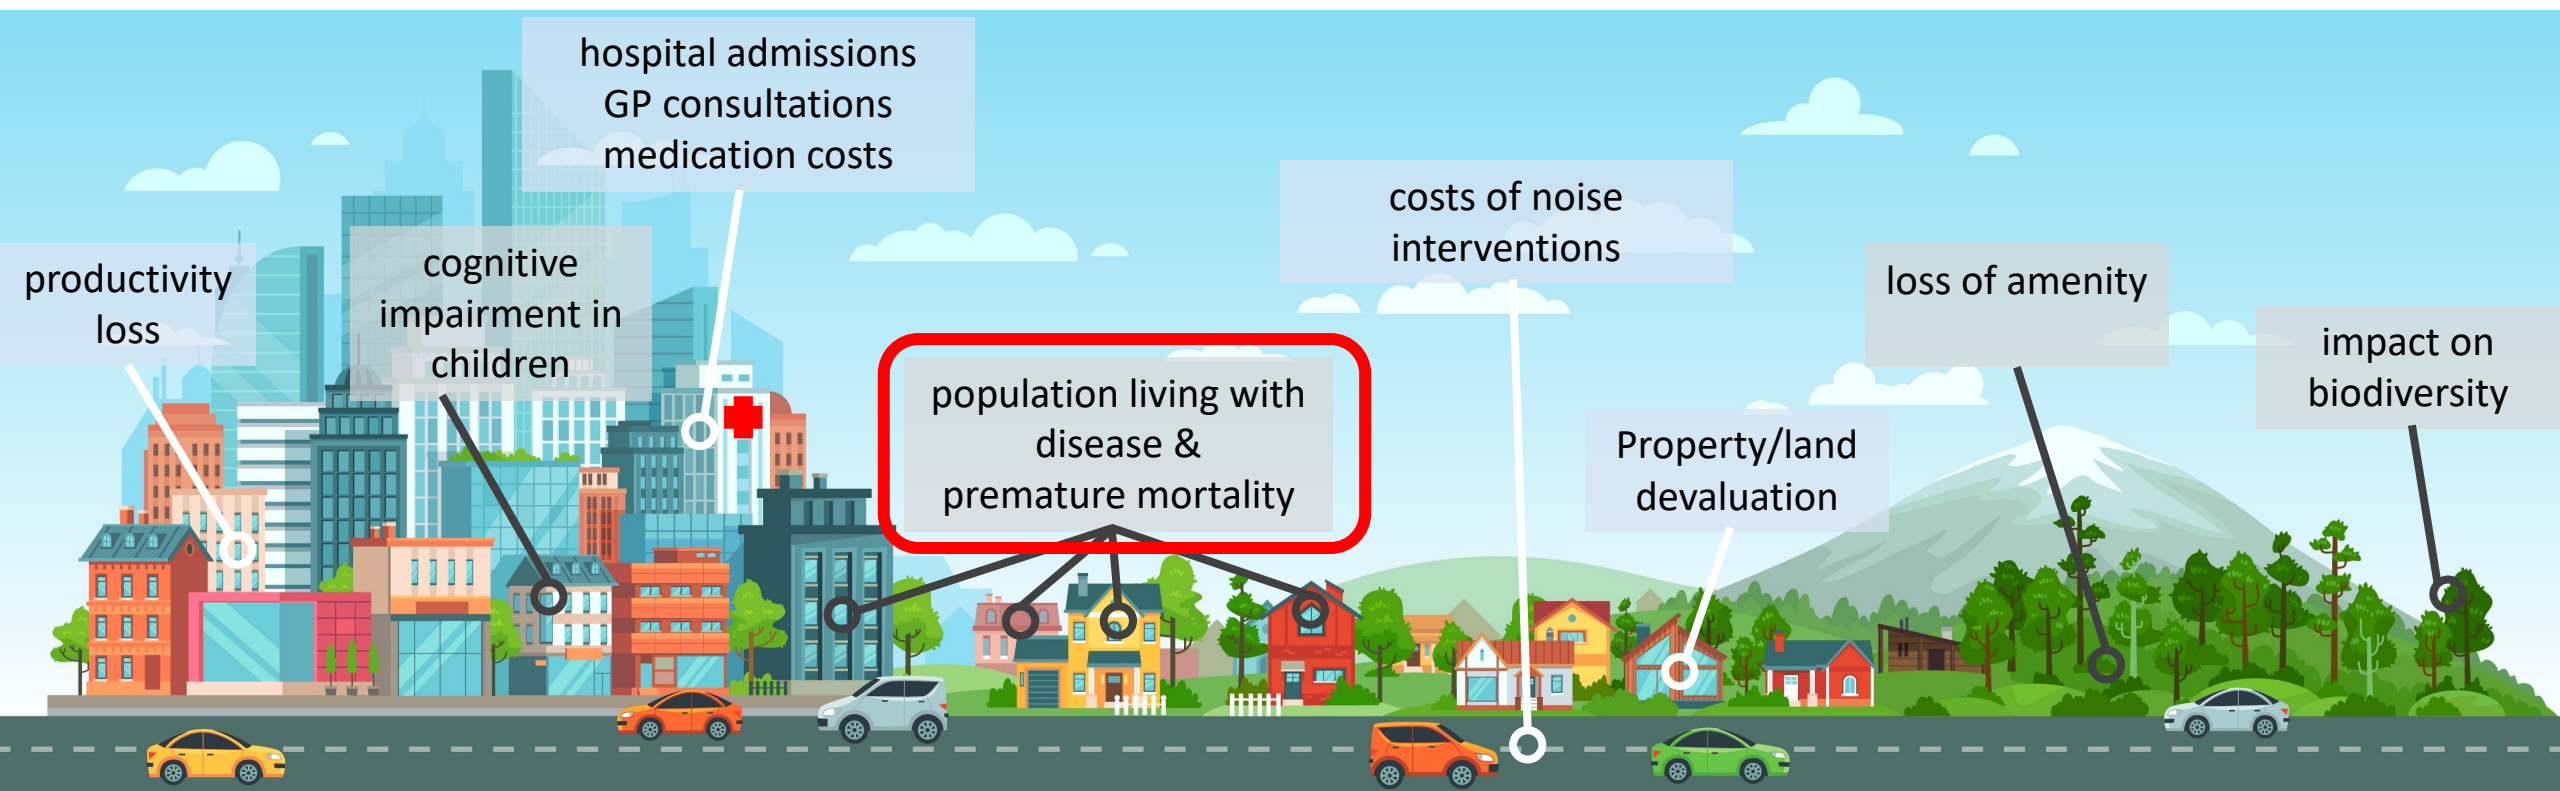 hospital admissions
GP consultations
medication costs
productivity
loss
cognitive
impairment in
children
population living with
disease &
premature mortality
costs of noise
interventions
Property/land
devaluation
loss of amenity
impact on
biodiversity